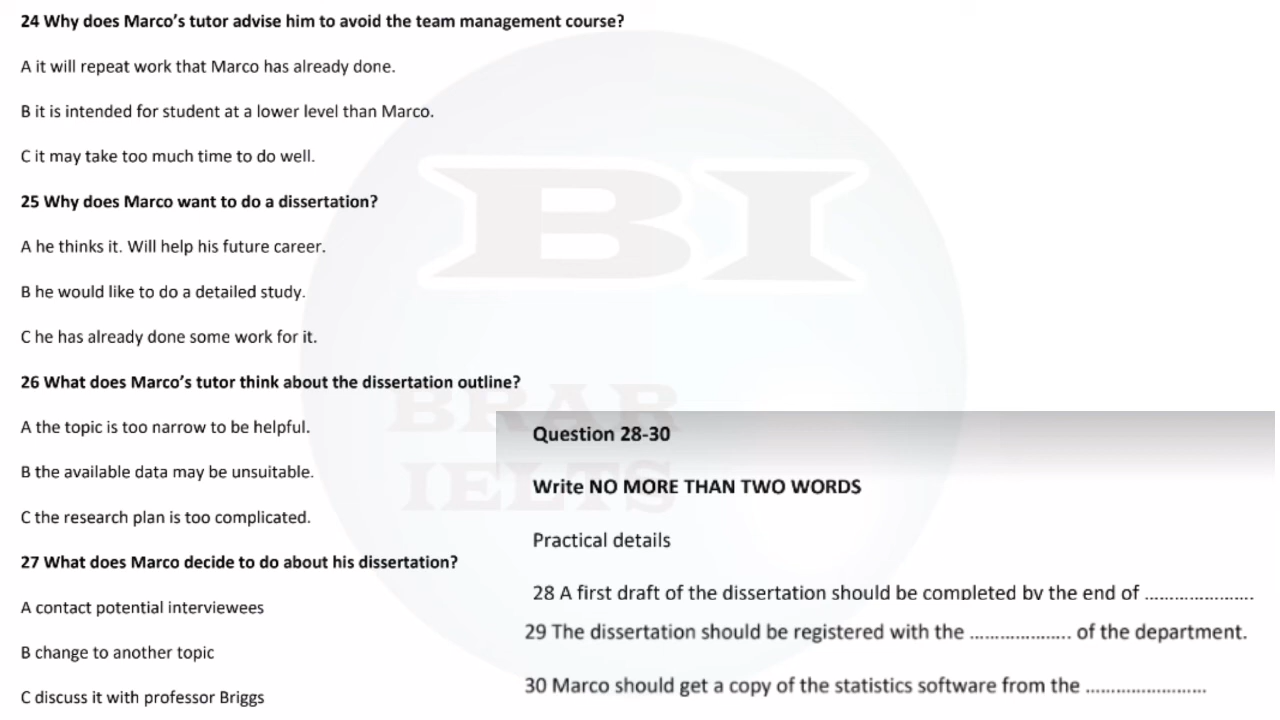 24 Why does Marco's tutor advise him to avoid the team management course?
A it will repeat work that Marco has already done.
B it is intended for student at a lower level than Marco.
C it may take too much time to do well.
25 Why does Marco want to do a dissertation?
A he thinks it. Will help his future career.
B he would like to do a detailed study.
C he has already done some work for it.
26 What does Marco's tutor think about the dissertation outline?
A the topic is too narrow to be helpful.
B the available data may be unsuitable.
C the research plan is too complicated.
27 What does Marco decide to do about his dissertation?
A contact potential interviewees
B change to another topic
C discuss it with professor Briggs
BI
BRAR
IELTS
Question 28-30
Write NO MORE THAN TWO WORDS
Practical details
28 A first draft of the dissertation should be completed by the end of ......................
29 The dissertation should be registered with the .................... of the department.
30 Marco should get a copy of the statistics software from the ........................